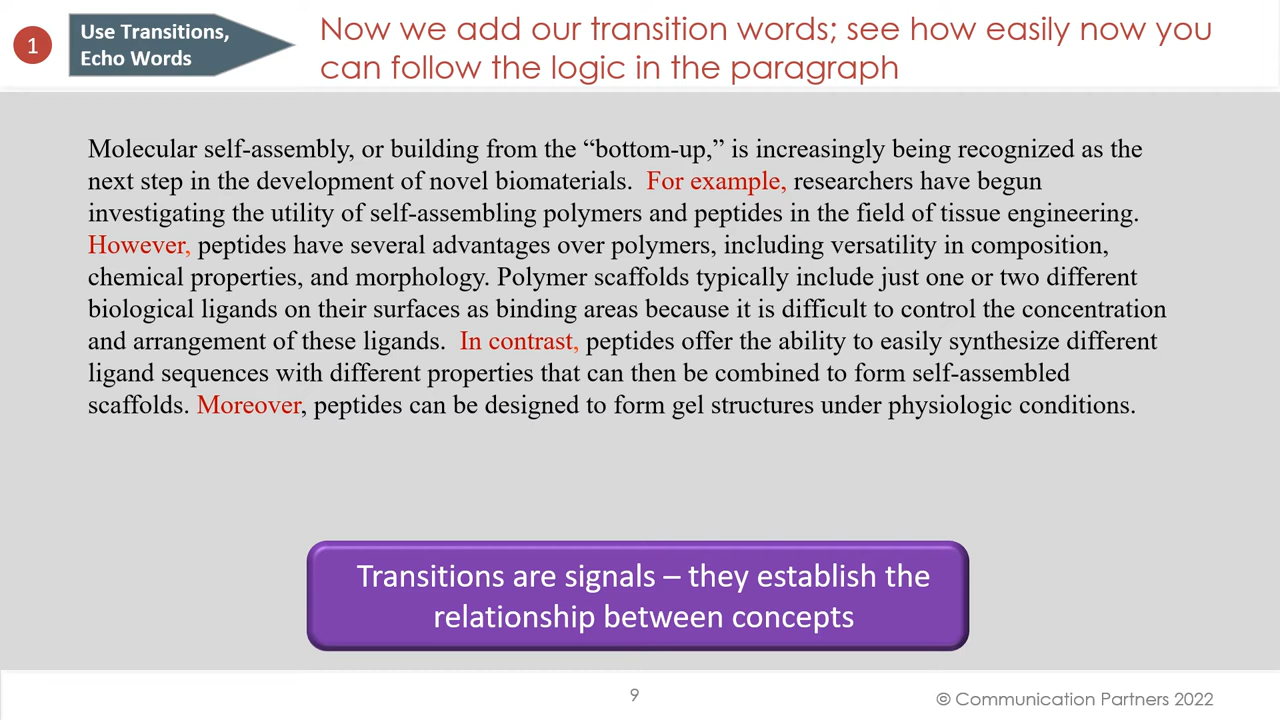 1
Use Transitions,
Echo Words
Now we add our transition words; see how easily now you
can follow the logic in the paragraph
Molecular self-assembly, or building from the “bottom-up,” is increasingly being recognized as the
next step in the development of novel biomaterials.  For example, researchers have begun
investigating the utility of self-assembling polymers and peptides in the field of tissue engineering.
However, peptides have several advantages over polymers, including versatility in composition,
chemical properties, and morphology. Polymer scaffolds typically include just one or two different
biological ligands on their surfaces as binding areas because it is difficult to control the concentration
and arrangement of these ligands.  In contrast, peptides offer the ability to easily synthesize different
ligand sequences with different properties that can then be combined to form self-assembled
scaffolds. Moreover, peptides can be designed to form gel structures under physiologic conditions.
Transitions are signals – they establish the
relationship between concepts
9
© Communication Partners 2022